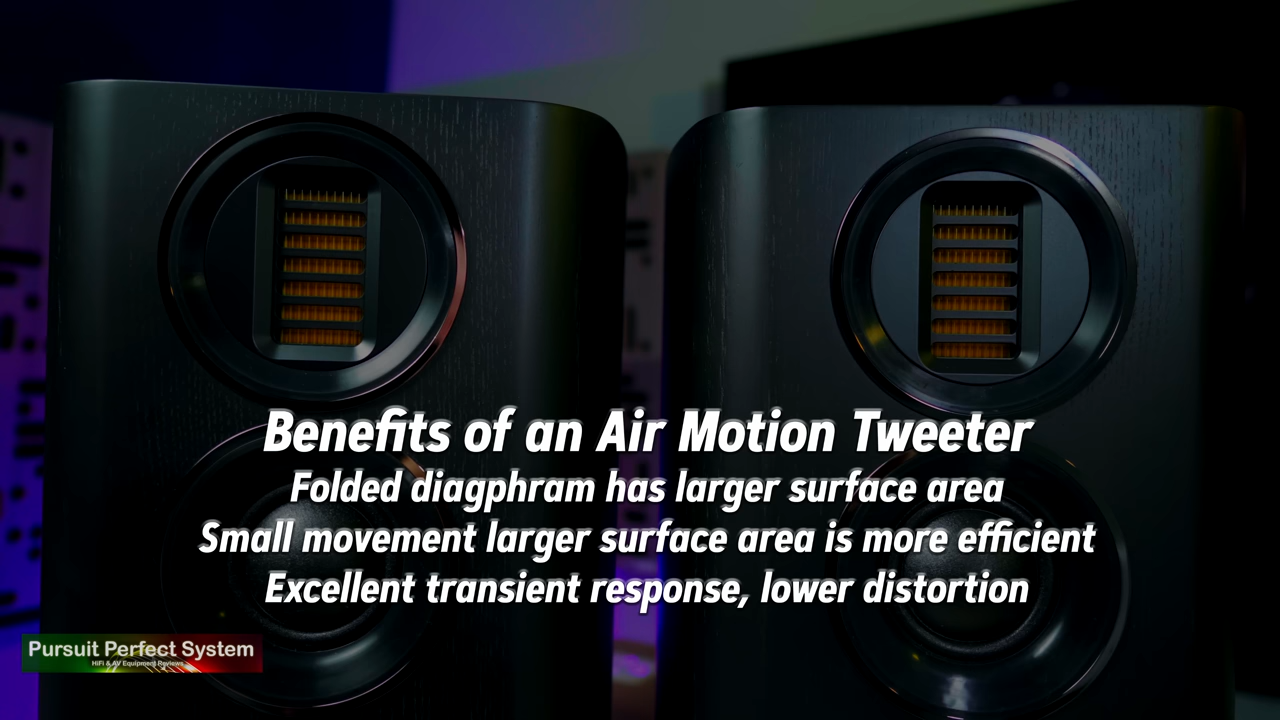 Benefits of an Air Motion Tweeter
Folded diagphram has larger surface area
Small movement larger surface area is more efficient
Excellent transient response, lower distortion
Pursuit Perfect System
HiFi & AV Equipment Reviews